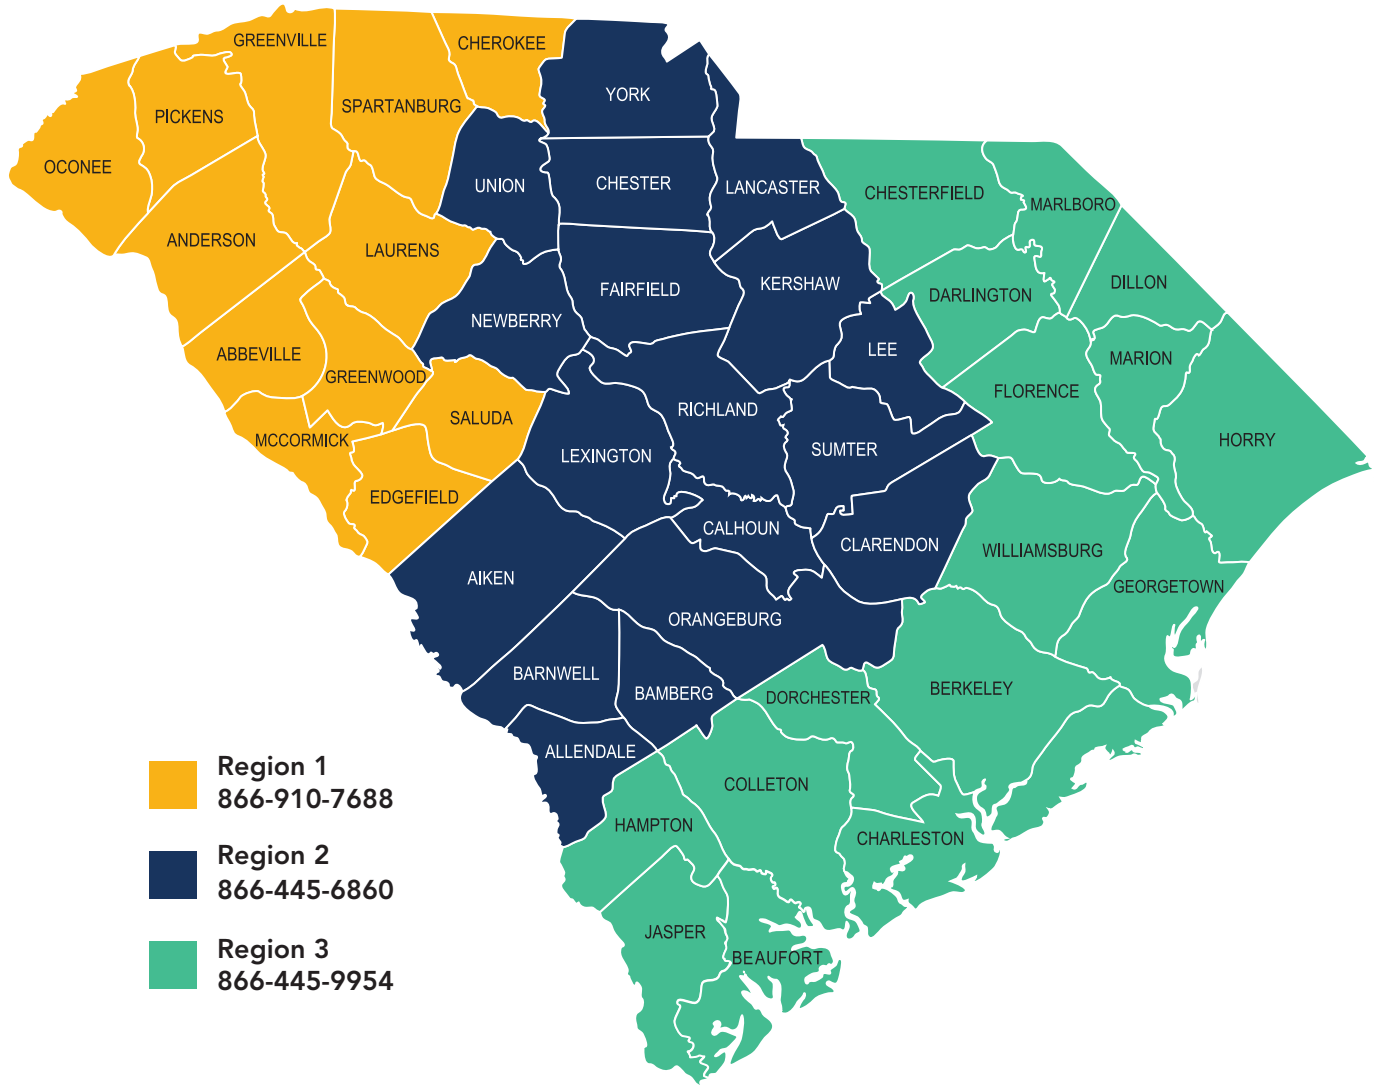 GREENVILLE
CHEROKEE
SPARTANBURG
PICKENS
OCONEE
YORK
UNION
CHESTER
LANCASTER
CHESTERFIELD
MARLBORO
ANDERSON
LAURENS
FAIRFIELD
KERSHAW
DARLINGTON
DILLON
NEWBERRY
LEE
ABBEVILLE
GREENWOOD
MARION
FLORENCE
SALUDA
RICHLAND
HORRY
MCCORMICK
LEXINGTON
SUMTER
EDGEFIELD
CALHOUN
CLARENDON
WILLIAMSBURG
AIKEN
GEORGETOWN
ORANGEBURG
BARNWELL
BAMBERG
DORCHESTER
BERKELEY
ALLENDALE
COLLETON
HAMPTON
CHARLESTON
JASPER
BEAUFORT
Region 1
866-910-7688
Region 2
866-445-6860
Region 3
866-445-9954